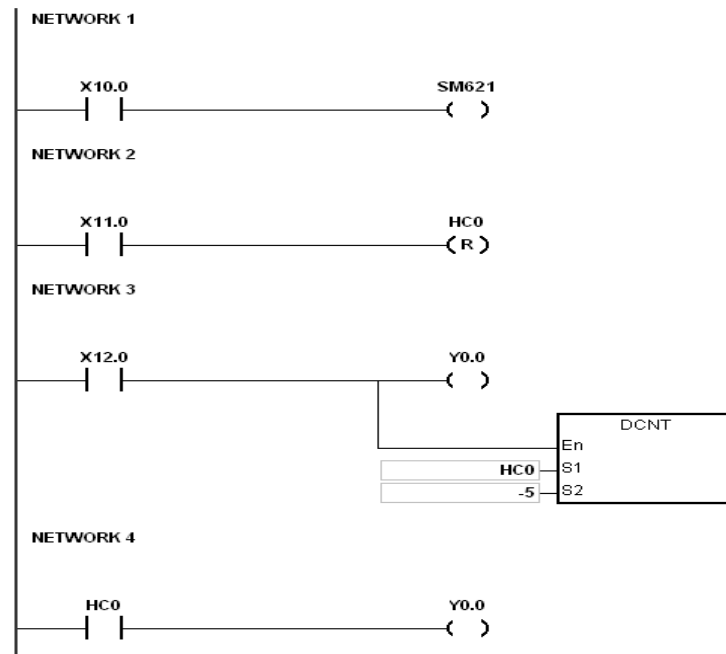 NETWORK 1
X10.0 SM621
NETWORK 2
X11.0 HC0
R
NETWORK 3
X12.0 Y0.0
DCNT
En
HC0 S1
-5 S2
NETWORK 4
HC0 Y0.0